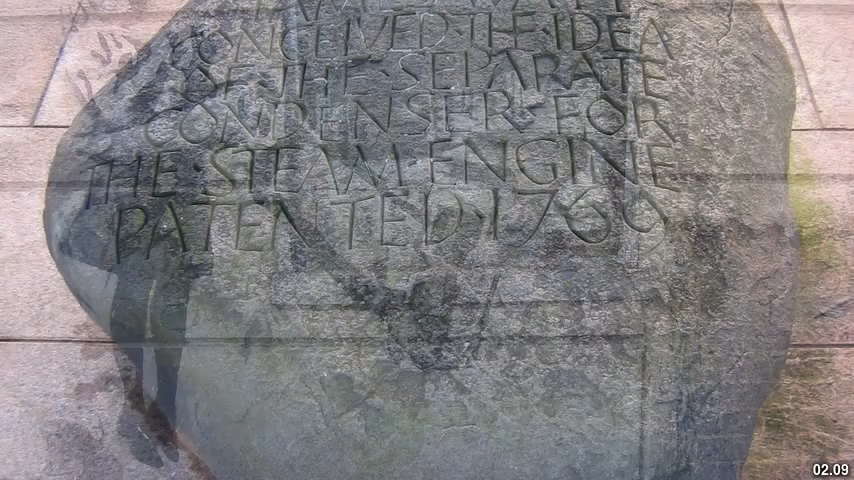 CONCEIVED·THE·IDEA
OF·THE·SEPARATE
CONDENSER·FOR
THE·STEAM ENGINE
PATENTED·1769
02.09